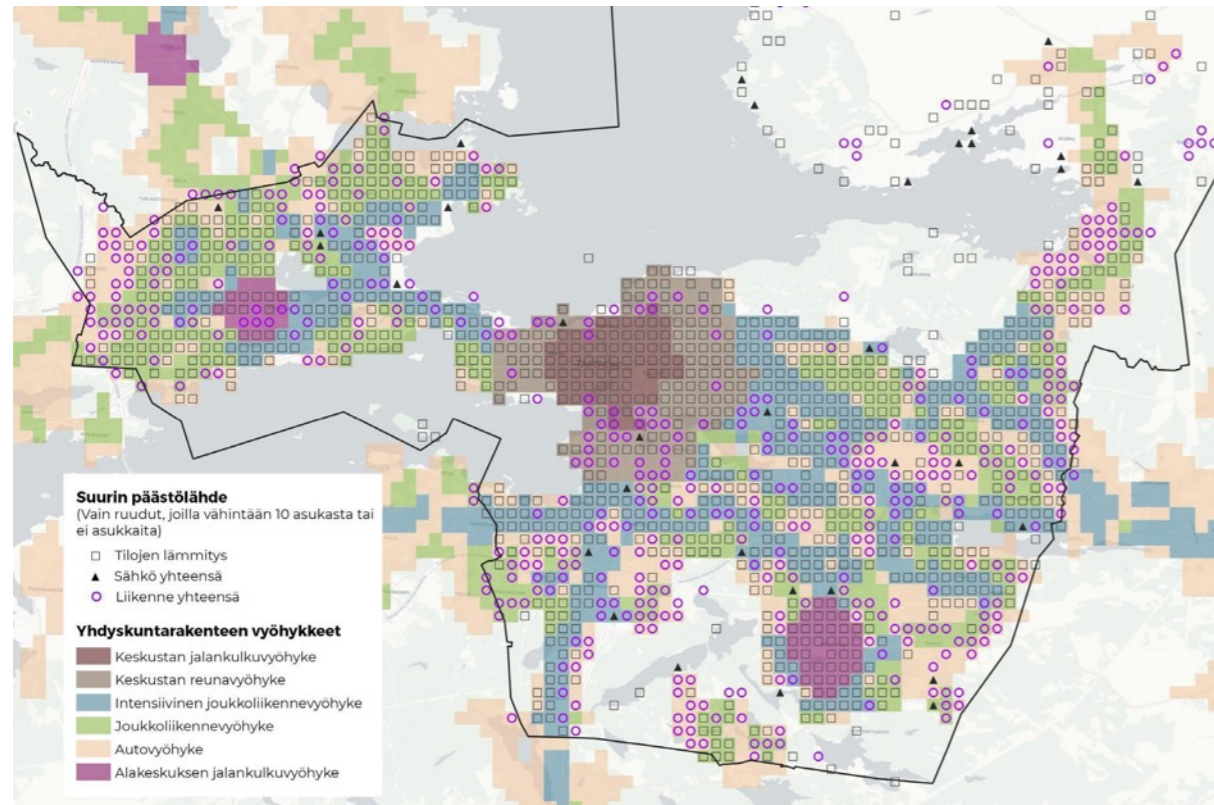 TAMPERE
Suurin päästölähde
(Vain ruudut, joilla vähintään 10 asukasta tai
ei asukkaita)
Tilojen lämmitys
Sähkö yhteensä
Liikenne yhteensä
Yhdyskuntarakenteen vyöhykkeet
Keskustan jalankulkuvyöhyke
Keskustan reunavyöhyke
Intensiivinen joukkoliikennevyöhyke
Joukkoliikennevyöhyke
Autovyöhyke
Alakeskuksen jalankulkuvyöhyke